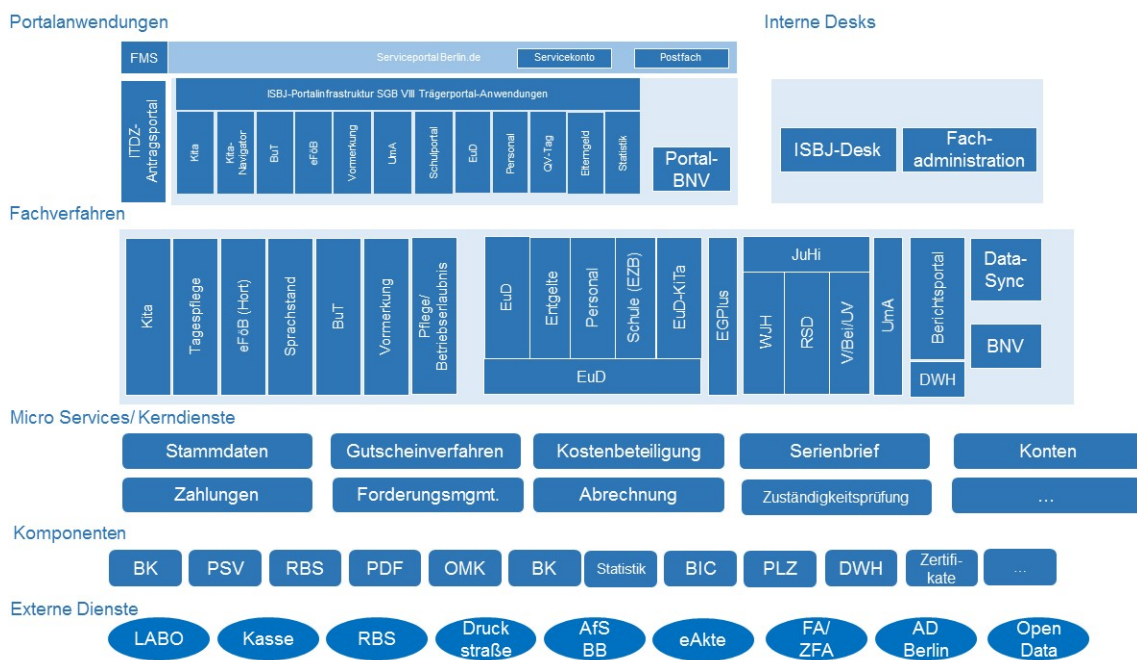 Portalanwendungen
Interne Desks
FMS
Serviceportal Berlin.de
Servicekonto
Postfach
ITDZ-
Antragsportal
ISBJ-Portalinfrastruktur SGB VIII Trägerportal-Anwendungen
Kita
Kita-
Navigator
BuT
eFöB
Vormerkung
UmA
Schulportal
EuD
Personal
QV-Tag
Elterngeld
Statistik
Portal-
BNV
ISBJ-Desk
Fach-
administration
Fachverfahren
Kita
Tagespflege
eFöB (Hort)
Sprachstand
BuT
Vormerkung
Pflege/
Betriebserlaubnis
EuD
Entgelte
Personal
Schule (EZB)
EuD-KiTa
EuD
EGPlus
JuHi
WJH
RSD
V/Bei/UV
UmA
Berichtsportal
DWH
Data-
Sync
BNV
Micro Services/ Kerndienste
Stammdaten
Gutscheinverfahren
Kostenbeteiligung
Serienbrief
Konten
Zahlungen
Forderungsmgmt.
Abrechnung
Zuständigkeitsprüfung
...
Komponenten
BK
PSV
RBS
PDF
OMK
BK
Statistik
BIC
PLZ
DWH
Zertifi-
kate
...
Externe Dienste
LABO
Kasse
RBS
Druck
straße
AfS
BB
eAkte
FA/
ZFA
AD
Berlin
Open
Data